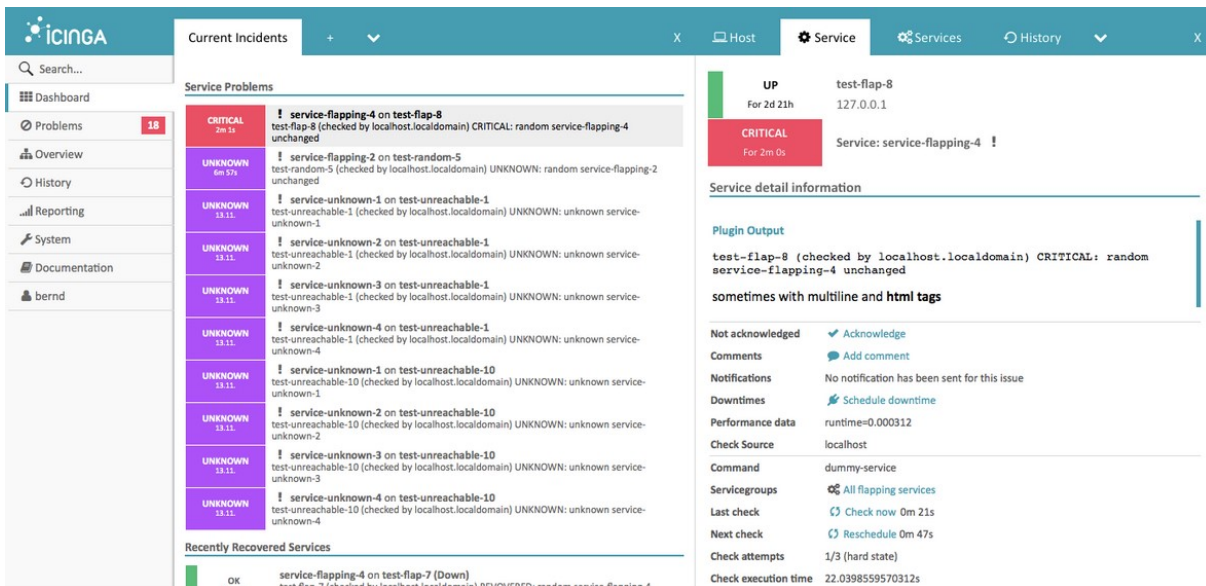 icinga
Search...
Dashboard
Problems 18
Overview
History
Reporting
System
Documentation
bernd
Current Incidents + X
Service Problems
CRITICAL
2m 1s
! service-flapping-4 on test-flap-8
test-flap-8 (checked by localhost.localdomain) CRITICAL: random service-flapping-4
unchanged
UNKNOWN
6m 57s
! service-flapping-2 on test-random-5
test-random-5 (checked by localhost.localdomain) UNKNOWN: random service-flapping-2
unchanged
UNKNOWN
13.11.
! service-unknown-1 on test-unreachable-1
test-unreachable-1 (checked by localhost.localdomain) UNKNOWN: unknown service-
unknown-1
UNKNOWN
13.11.
! service-unknown-2 on test-unreachable-1
test-unreachable-1 (checked by localhost.localdomain) UNKNOWN: unknown service-
unknown-2
UNKNOWN
13.11.
! service-unknown-3 on test-unreachable-1
test-unreachable-1 (checked by localhost.localdomain) UNKNOWN: unknown service-
unknown-3
UNKNOWN
13.11.
! service-unknown-4 on test-unreachable-1
test-unreachable-1 (checked by localhost.localdomain) UNKNOWN: unknown service-
unknown-4
UNKNOWN
13.11.
! service-unknown-1 on test-unreachable-10
test-unreachable-10 (checked by localhost.localdomain) UNKNOWN: unknown service-
unknown-1
UNKNOWN
13.11.
! service-unknown-2 on test-unreachable-10
test-unreachable-10 (checked by localhost.localdomain) UNKNOWN: unknown service-
unknown-2
UNKNOWN
13.11.
! service-unknown-3 on test-unreachable-10
test-unreachable-10 (checked by localhost.localdomain) UNKNOWN: unknown service-
unknown-3
UNKNOWN
13.11.
! service-unknown-4 on test-unreachable-10
test-unreachable-10 (checked by localhost.localdomain) UNKNOWN: unknown service-
unknown-4
Recently Recovered Services
OK
service-flapping-4 on test-flap-7 (Down)
Host Service Services History X
UP
For 2d 21h
test-flap-8
127.0.0.1
CRITICAL
For 2m 0s
Service: service-flapping-4 !
Service detail information
Plugin Output
test-flap-8 (checked by localhost.localdomain) CRITICAL: random
service-flapping-4 unchanged
sometimes with multiline and html tags
Not acknowledged Acknowledge
Comments Add comment
Notifications No notification has been sent for this issue
Downtimes Schedule downtime
Performance data runtime=0.000312
Check Source localhost
Command dummy-service
Servicegroups All flapping services
Last check Check now 0m 21s
Next check Reschedule 0m 47s
Check attempts 1/3 (hard state)
Check execution time 22.0398559570312s